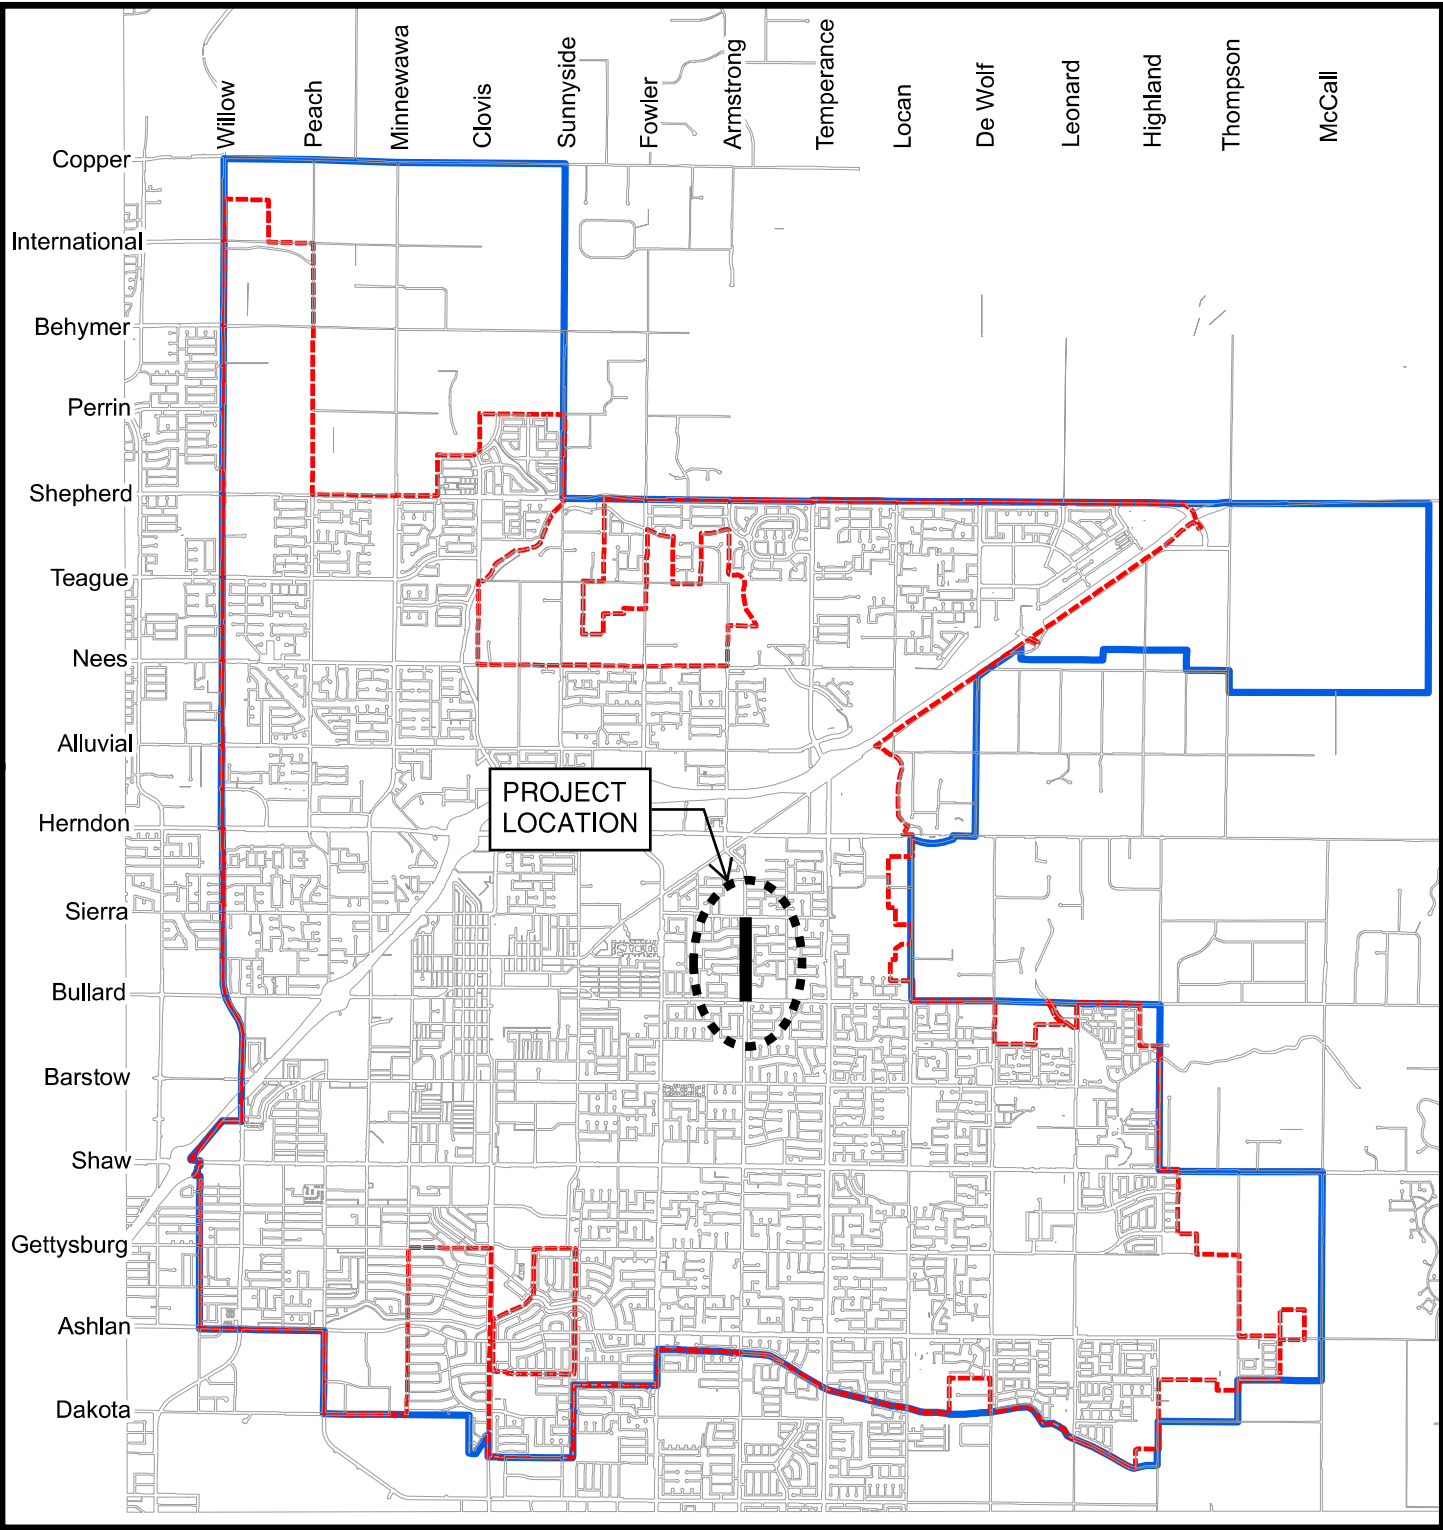 Willow
Peach
Minnewawa
Clovis
Sunnyside
Fowler
Armstrong
Temperance
Locan
De Wolf
Leonard
Highland
Thompson
McCall
Copper
International
Behymer
Perrin
Shepherd
Teague
Nees
Alluvial
Herndon
Sierra
Bullard
Barstow
Shaw
Gettysburg
Ashlan
Dakota
PROJECT
LOCATION